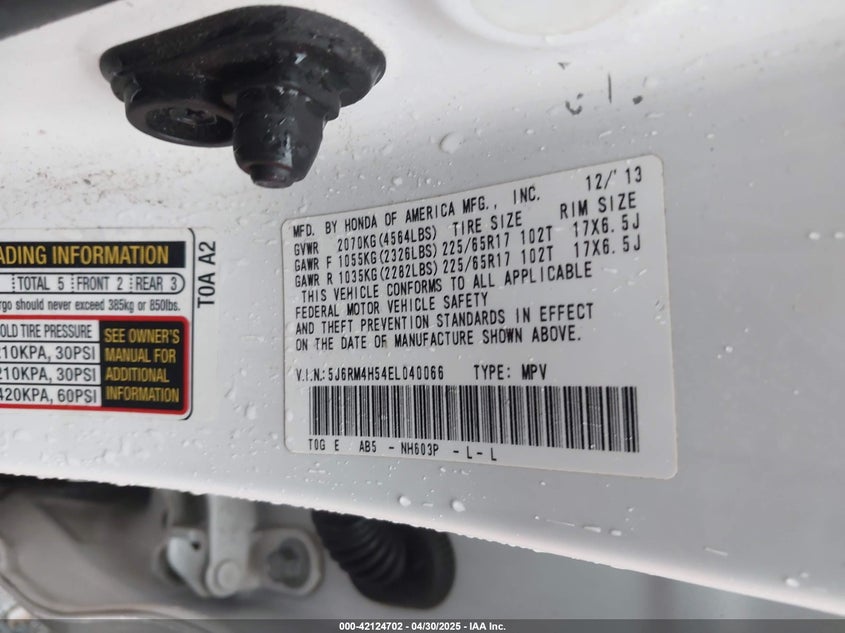 MFD. BY HONDA OF AMERICA MFG., INC. 12/'13
GVWR 2070KG(4564LBS) TIRE SIZE RIM SIZE
GAWR F 1055KG(2326LBS) 225/65R17 102T 17X6.5J
GAWR R 1035KG(2282LBS) 225/65R17 102T 17X6.5J
THIS VEHICLE CONFORMS TO ALL APPLICABLE
FEDERAL MOTOR VEHICLE SAFETY
AND THEFT PREVENTION STANDARDS IN EFFECT
ON THE DATE OF MANUFACTURE SHOWN ABOVE.
V.I.N:5J6RM4H54EL040066 TYPE: MPV
T0G E AB5 - NH603P - L - L
ADING INFORMATION
TOTAL 5 FRONT 2 REAR 3
rgo should never exceed 385kg or 850lbs.
OLD TIRE PRESSURE
210KPA, 30PSI
210KPA, 30PSI
420KPA, 60PSI
SEE OWNER'S
MANUAL FOR
ADDITIONAL
INFORMATION
T0A A2
000-42124702 - 04/30/2025 - IAA Inc.